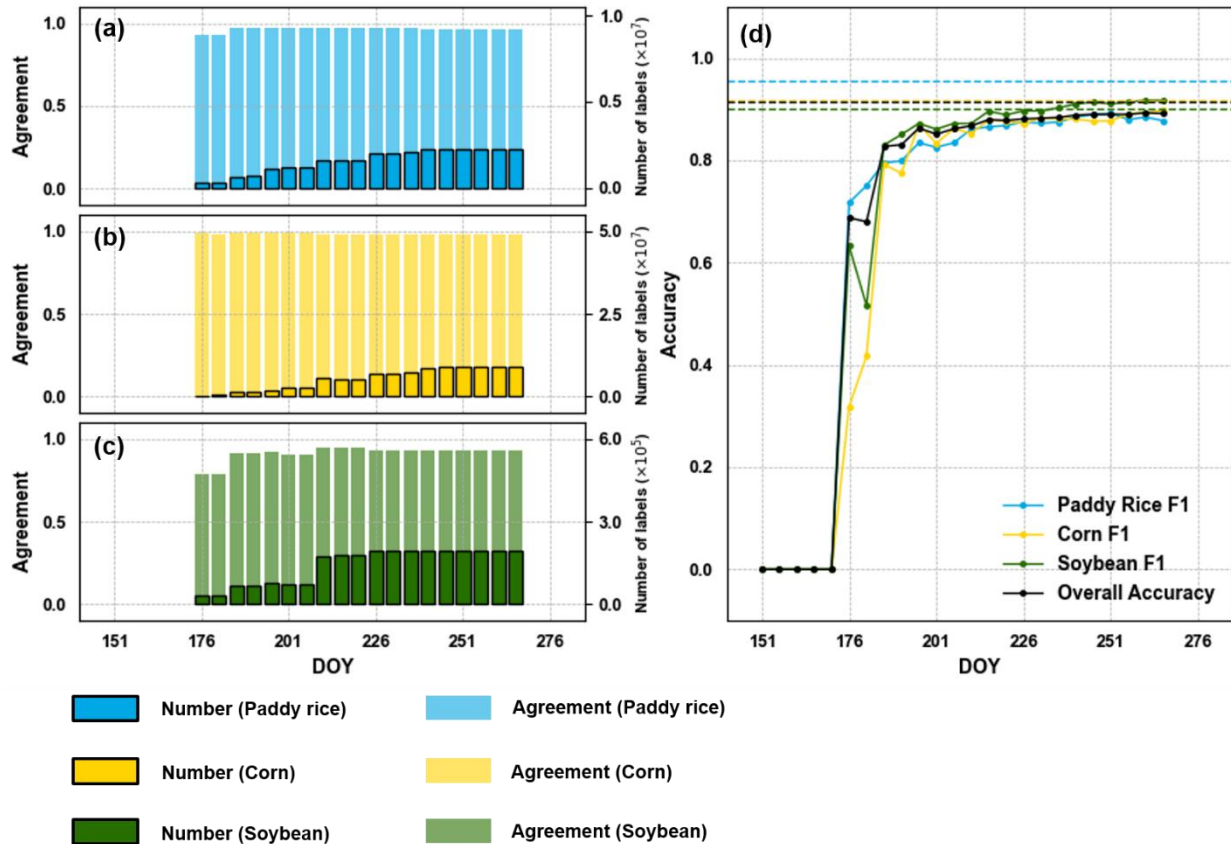 (a)
Agreement
1.0
0.5
0.0
1.0
0.5
0.0
Number of labels (×10⁷)
(b)
Agreement
1.0
0.5
0.0
5.0
2.5
0.0
Number of labels (×10⁷)
(c)
Agreement
1.0
0.5
0.0
6.0
3.0
0.0
Number of labels (×10⁵)
151 176 201 226 251 276
DOY
(d)
Accuracy
1.0
0.8
0.6
0.4
0.2
0.0
Paddy Rice F1
Corn F1
Soybean F1
Overall Accuracy
151 176 201 226 251 276
DOY
Number (Paddy rice)
Agreement (Paddy rice)
Number (Corn)
Agreement (Corn)
Number (Soybean)
Agreement (Soybean)